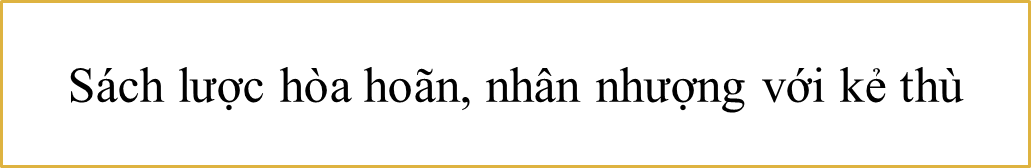 Sách lược hòa hoãn, nhân nhượng với kẻ thù